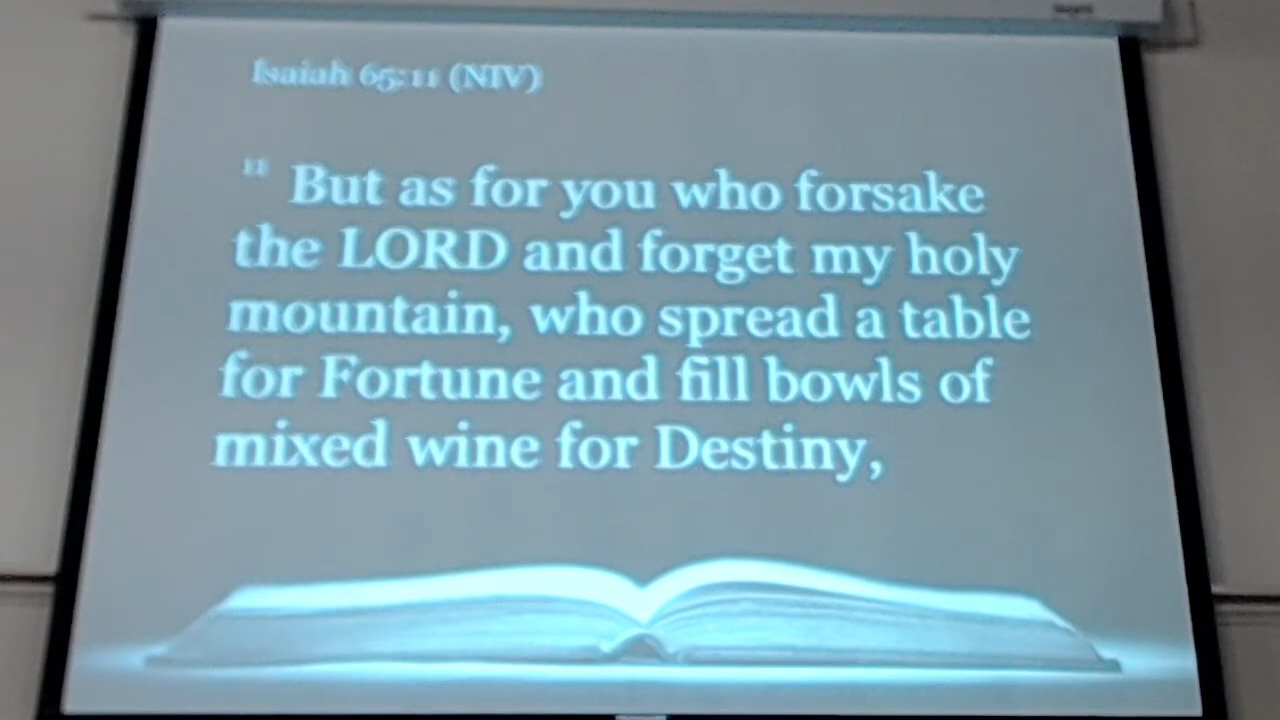 Isaiah 65:11 (NIV)
11 But as for you who forsake
the LORD and forget my holy
mountain, who spread a table
for Fortune and fill bowls of
mixed wine for Destiny,